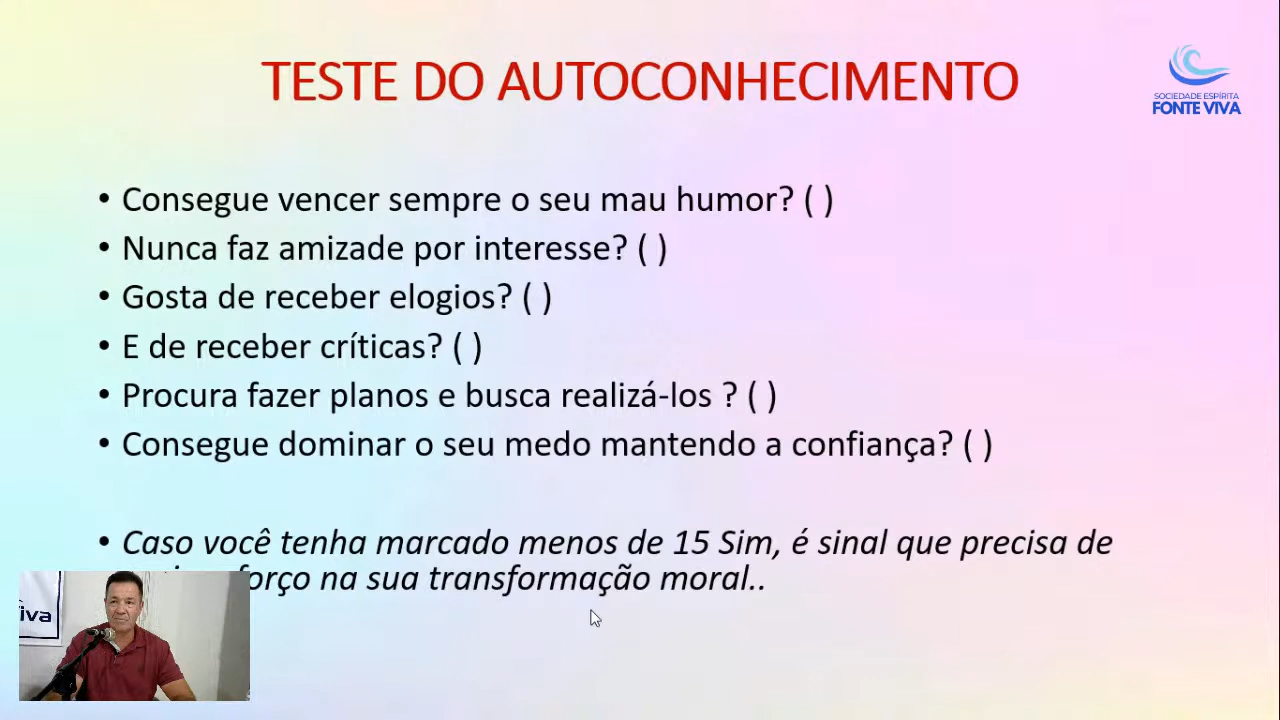 TESTE DO AUTOCONHECIMENTO
SOCIEDADE ESPÍRITA
FONTE VIVA
• Consegue vencer sempre o seu mau humor? ( )
• Nunca faz amizade por interesse? ( )
• Gosta de receber elogios? ( )
• E de receber críticas? ( )
• Procura fazer planos e busca realizá-los ? ( )
• Consegue dominar o seu medo mantendo a confiança? ( )
• Caso você tenha marcado menos de 15 Sim, é sinal que precisa de
na sua transformação moral..
iva